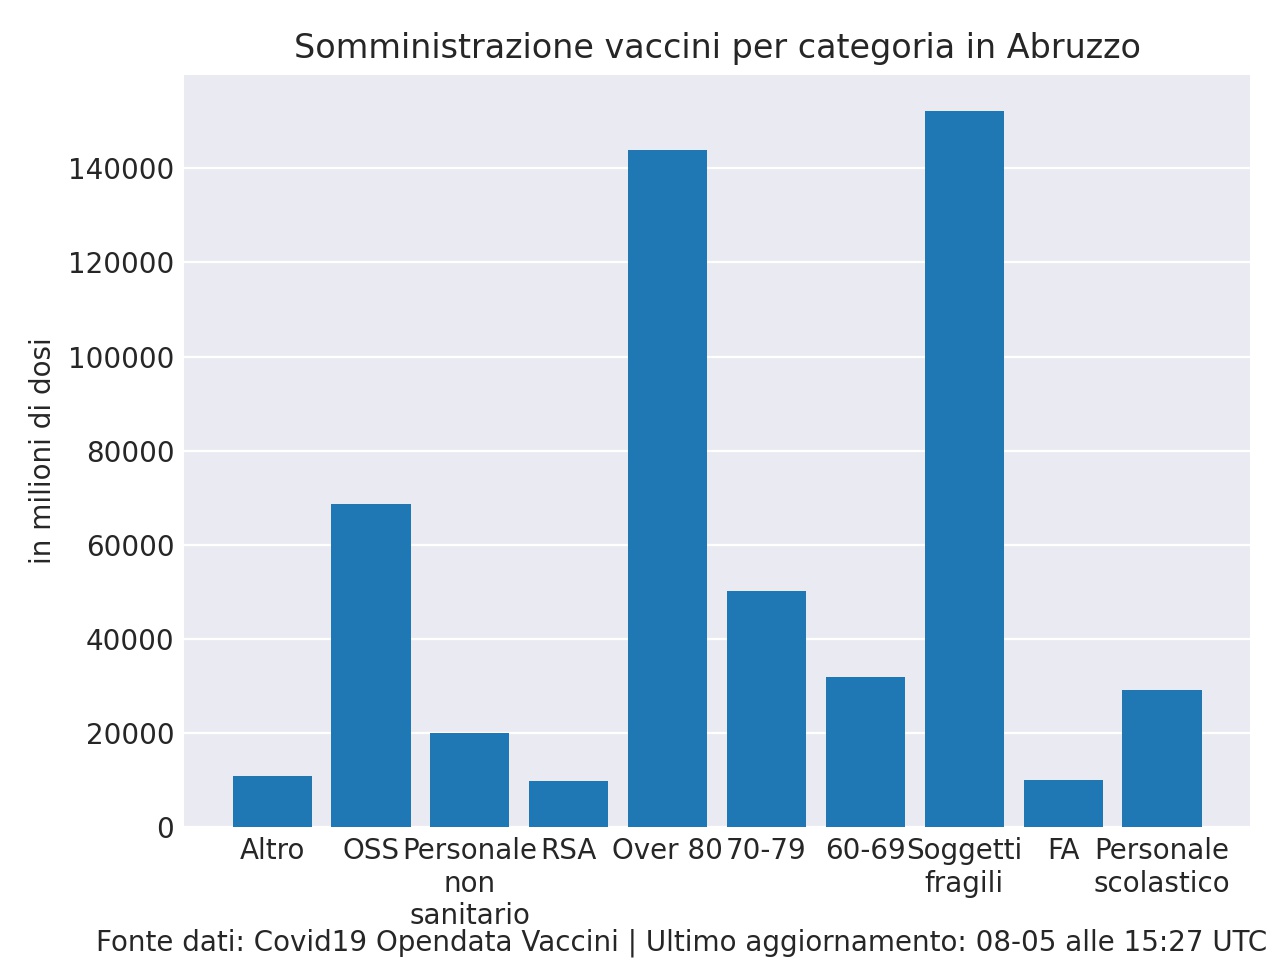 Somministrazione vaccini per categoria in Abruzzo
in milioni di dosi
140000
120000
100000
80000
60000
40000
20000
0
Altro
OSS
Personale
non
sanitario
RSA
Over 80
70-79
60-69
Soggetti
fragili
FA
Personale
scolastico
Fonte dati: Covid19 Opendata Vaccini | Ultimo aggiornamento: 08-05 alle 15:27 UTC